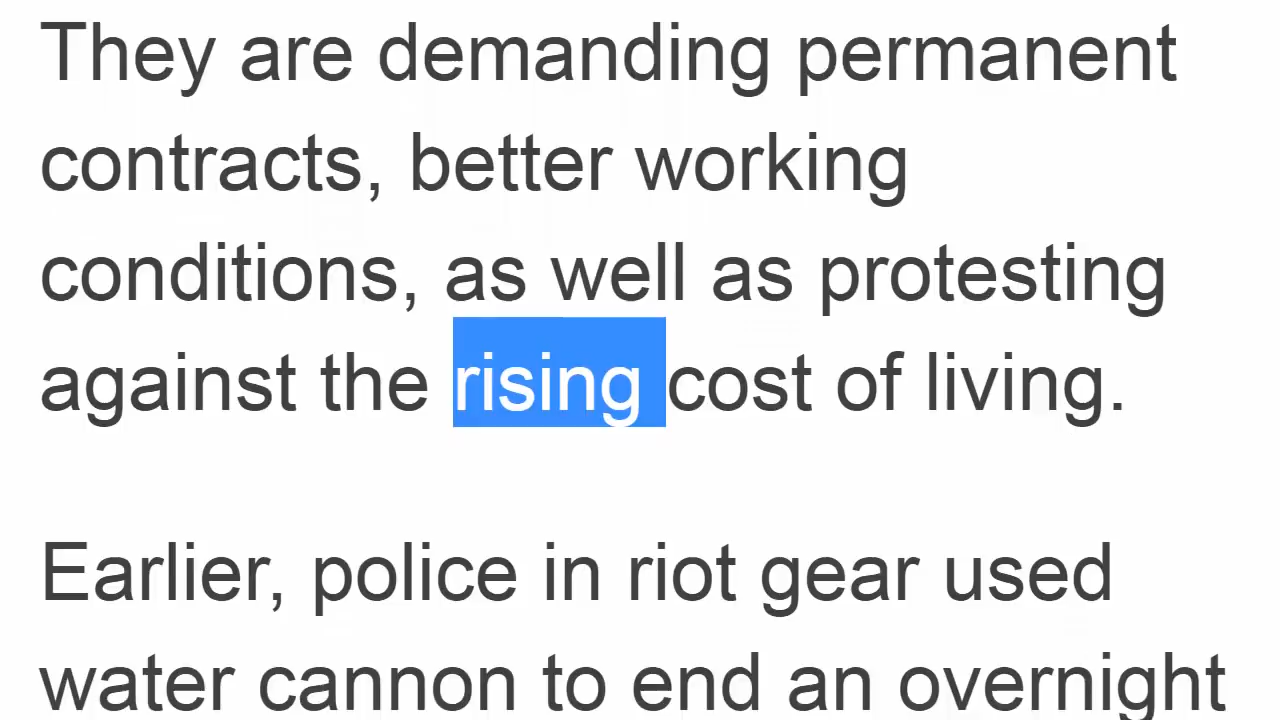 They are demanding permanent
contracts, better working
conditions, as well as protesting
against the rising cost of living.
Earlier, police in riot gear used
water cannon to end an overnight